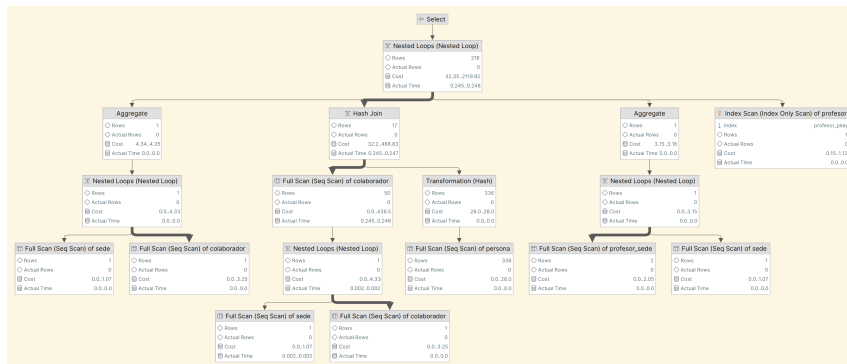 Select
Nested Loops (Nested Loop)
Rows 216
Actual Rows 0
Cost 32.35..2119.92
Actual Time 0.245..0.248
Aggregate
Rows 1
Actual Rows 0
Cost 4.34..4.35
Actual Time 0.0..0.0
Hash Join
Rows 17
Actual Rows 0
Cost 32.2..468.63
Actual Time 0.245..0.247
Aggregate
Rows 1
Actual Rows 0
Cost 3.15..3.16
Actual Time 0.0..0.0
Index Scan (Index Only Scan) of profesor
Index profesor_pkey
Rows 1
Actual Rows 0
Cost 0.15..1.12
Actual Time 0.0..0.0
Nested Loops (Nested Loop)
Rows 1
Actual Rows 0
Cost 0.0..4.33
Actual Time 0.0..0.0
Full Scan (Seq Scan) of colaborador
Rows 50
Actual Rows 0
Cost 0.0..436.5
Actual Time 0.245..0.246
Transformation (Hash)
Rows 336
Actual Rows 0
Cost 28.0..28.0
Actual Time 0.0..0.0
Nested Loops (Nested Loop)
Rows 1
Actual Rows 0
Cost 0.0..3.15
Actual Time 0.0..0.0
Full Scan (Seq Scan) of sede
Rows 1
Actual Rows 0
Cost 0.0..1.07
Actual Time 0.0..0.0
Full Scan (Seq Scan) of colaborador
Rows 1
Actual Rows 0
Cost 0.0..3.25
Actual Time 0.0..0.0
Nested Loops (Nested Loop)
Rows 1
Actual Rows 0
Cost 0.0..4.33
Actual Time 0.002..0.002
Full Scan (Seq Scan) of persona
Rows 336
Actual Rows 0
Cost 0.0..28.0
Actual Time 0.0..0.0
Full Scan (Seq Scan) of profesor_sede
Rows 2
Actual Rows 0
Cost 0.0..2.05
Actual Time 0.0..0.0
Full Scan (Seq Scan) of sede
Rows 1
Actual Rows 0
Cost 0.0..1.07
Actual Time 0.0..0.0
Full Scan (Seq Scan) of sede
Rows 1
Actual Rows 0
Cost 0.0..1.07
Actual Time 0.002..0.002
Full Scan (Seq Scan) of colaborador
Rows 1
Actual Rows 0
Cost 0.0..3.25
Actual Time 0.0..0.0